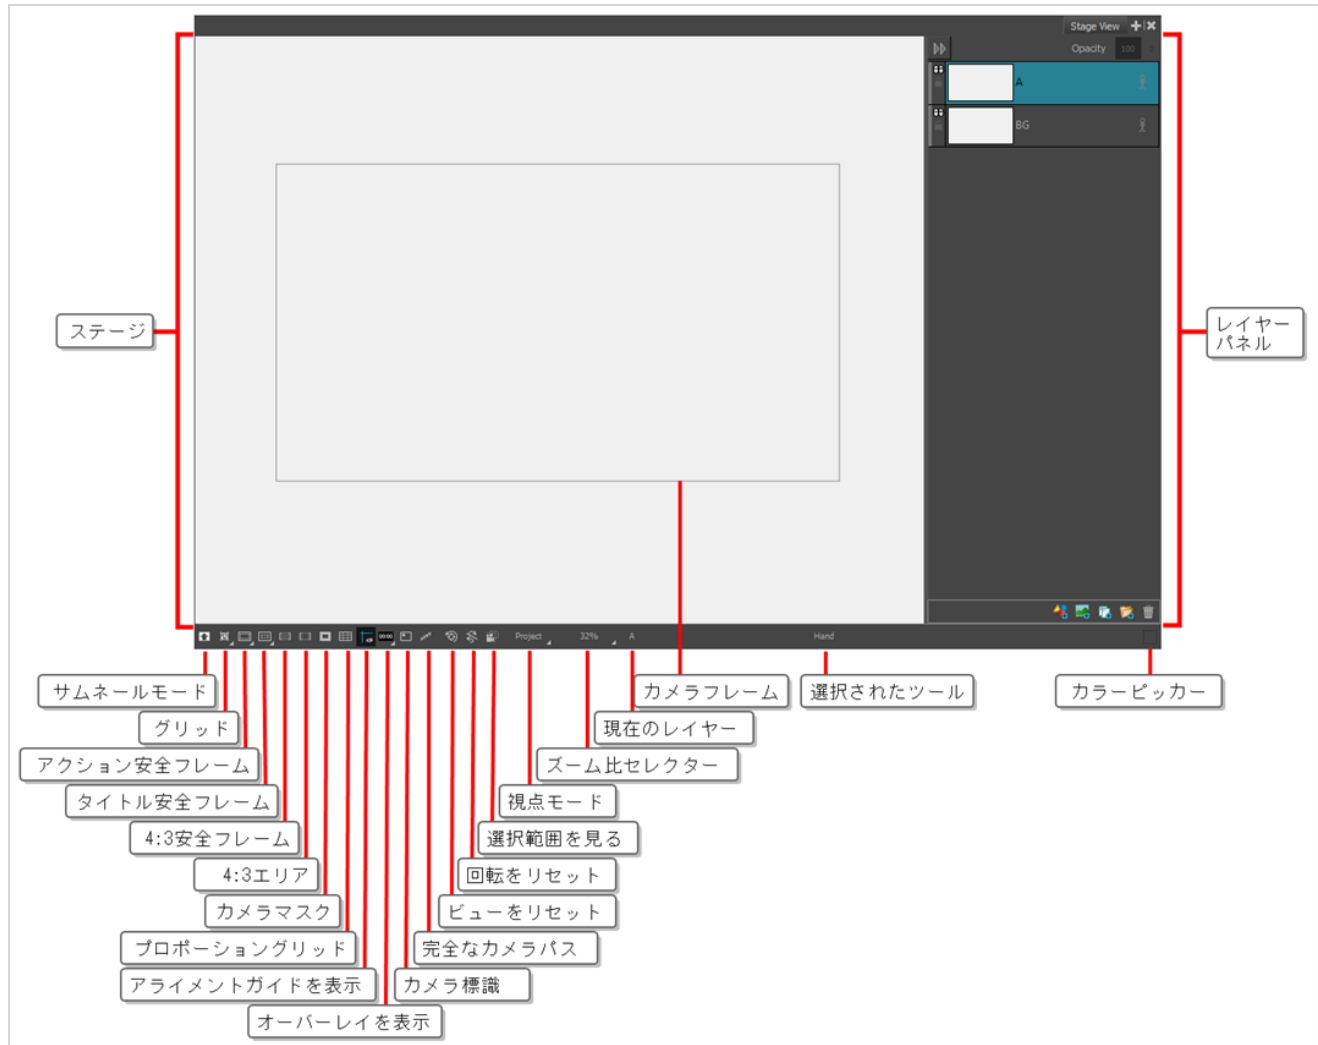 Stage View
Opacity 100
A
BG
ステージ
レイヤー
パネル
00:00
Project
32%
A
Hand
サムネールモード
カメラフレーム
選択されたツール
カラーピッカー
グリッド
現在のレイヤー
アクション安全フレーム
ズーム比セレクター
タイトル安全フレーム
視点モード
4:3安全フレーム
選択範囲を見る
4:3エリア
回転をリセット
カメラマスク
ビューをリセット
プロポーショングリッド
完全なカメラパス
アライメントガイドを表示
カメラ標識
オーバーレイを表示